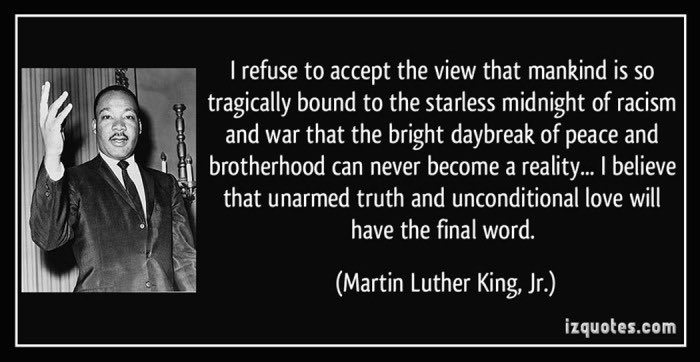 I refuse to accept the view that mankind is so
tragically bound to the starless midnight of racism
and war that the bright daybreak of peace and
brotherhood can never become a reality... I believe
that unarmed truth and unconditional love will
have the final word.
(Martin Luther King, Jr.)
izquotes.com